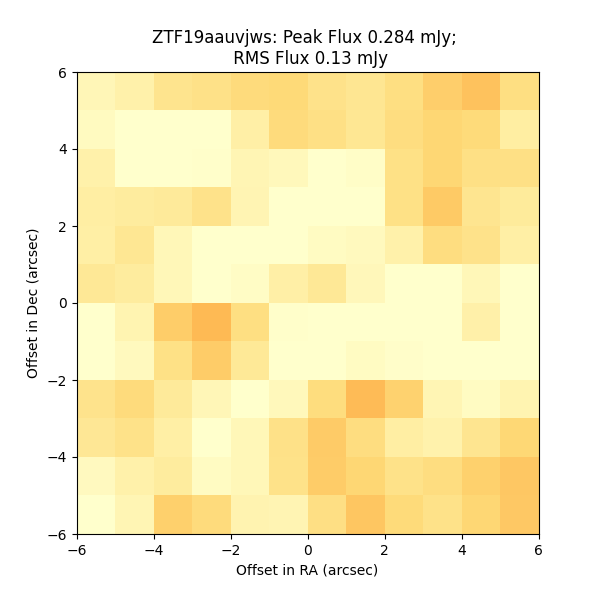 ZTF19aauvjws: Peak Flux 0.284 mJy;
RMS Flux 0.13 mJy
6
4
2
0
−2
−4
−6
Offset in Dec (arcsec)
−6 −4 −2 0 2 4 6
Offset in RA (arcsec)